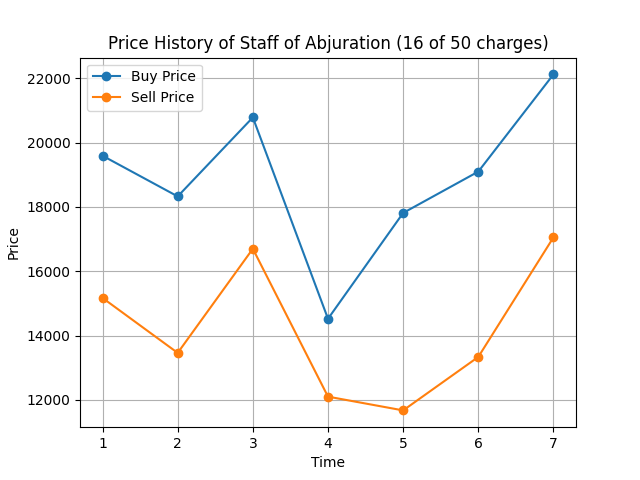 Price History of Staff of Abjuration (16 of 50 charges)
Buy Price
Sell Price
22000
20000
18000
16000
14000
12000
Price
1 2 3 4 5 6 7
Time